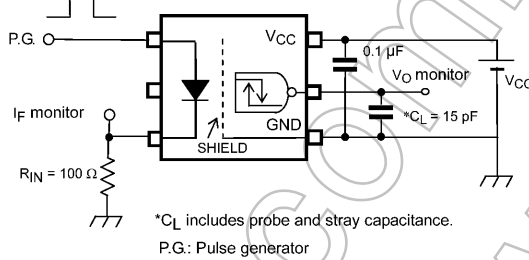 P.G.
VCC
0.1 μF
VO monitor
VCC
IF monitor
*CL = 15 pF
GND
SHIELD
RIN = 100 Ω
*CL includes probe and stray capacitance.
P.G.: Pulse generator